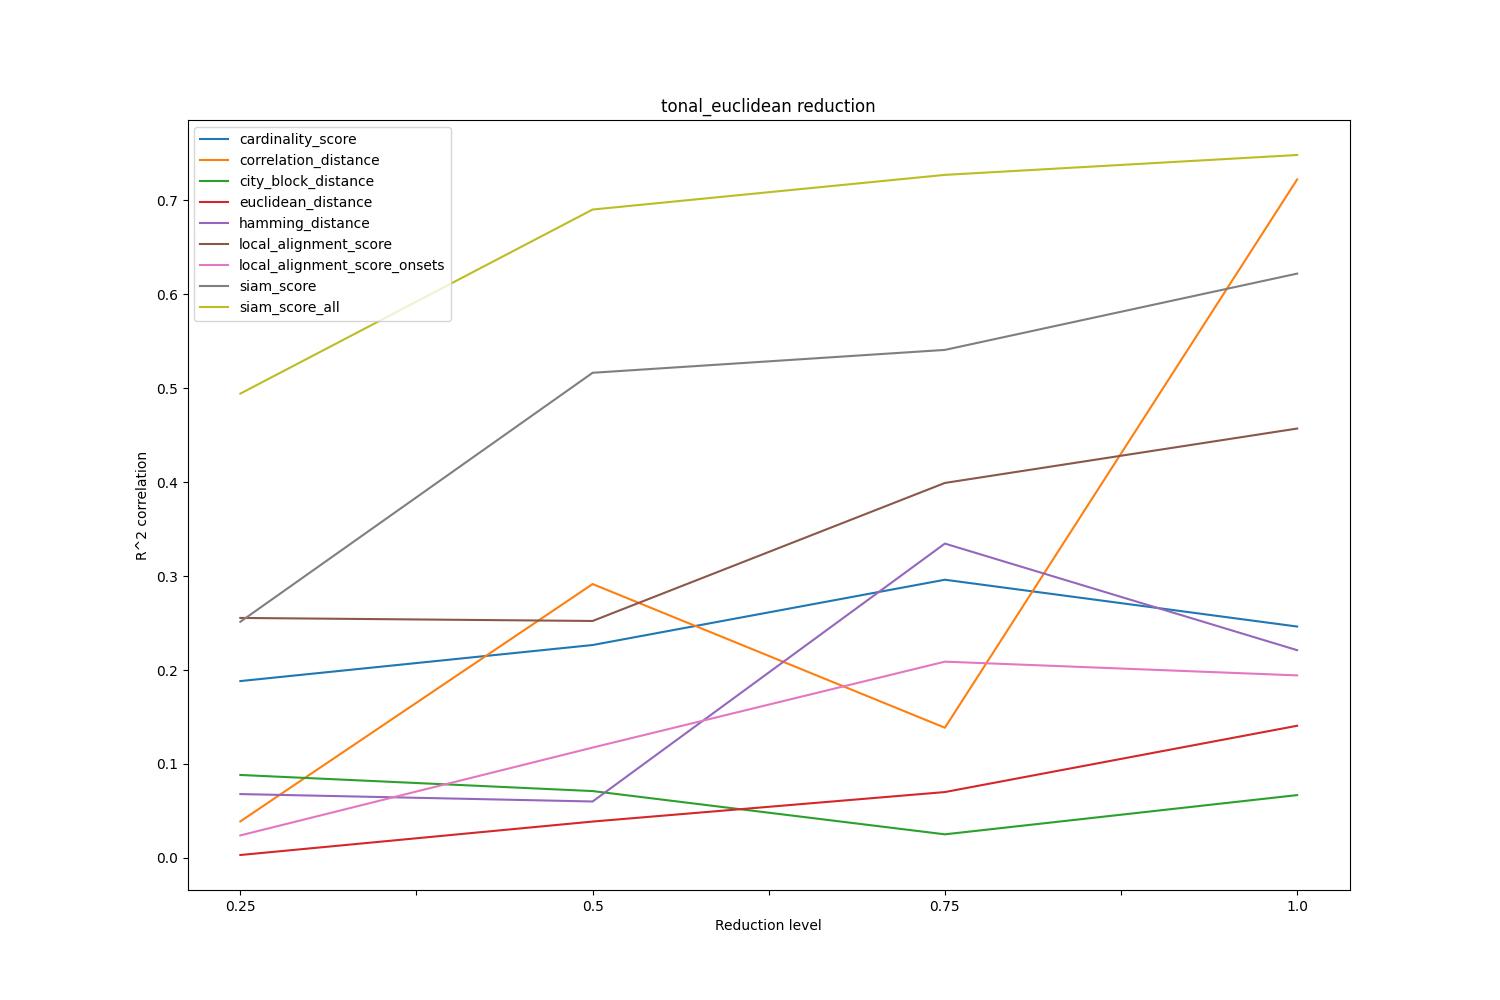 tonal_euclidean reduction
cardinality_score
correlation_distance
city_block_distance
euclidean_distance
hamming_distance
local_alignment_score
local_alignment_score_onsets
siam_score
siam_score_all
R^2 correlation
0.7
0.6
0.5
0.4
0.3
0.2
0.1
0.0
0.25 0.5 0.75 1.0
Reduction level